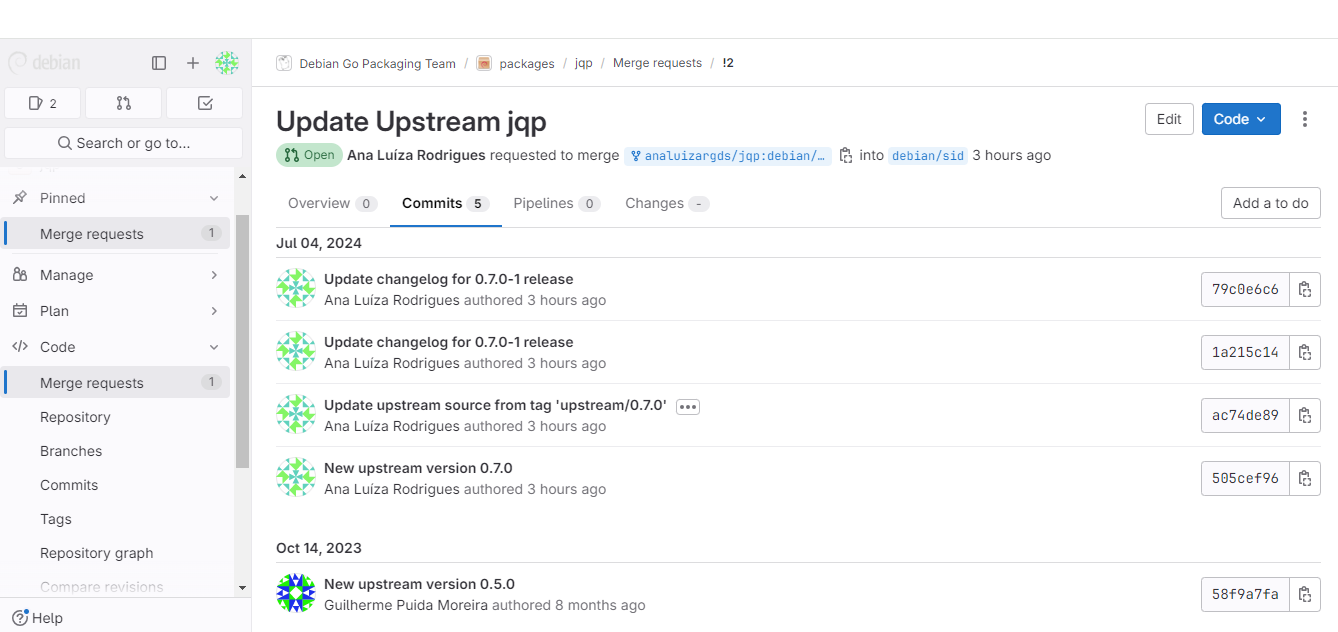 debian
Debian Go Packaging Team / packages / jqp / Merge requests / !2
2
Search or go to...
Pinned
Merge requests 1
Manage
Plan
Code
Merge requests 1
Repository
Branches
Commits
Tags
Repository graph
Compare revisions
Help
Update Upstream jqp
Edit
Code
Open Ana Luíza Rodrigues requested to merge analuizargds/jqp:debian/… into debian/sid 3 hours ago
Overview 0 Commits 5 Pipelines 0 Changes -
Add a to do
Jul 04, 2024
Update changelog for 0.7.0-1 release
Ana Luíza Rodrigues authored 3 hours ago
79c0e6c6
Update changelog for 0.7.0-1 release
Ana Luíza Rodrigues authored 3 hours ago
1a215c14
Update upstream source from tag 'upstream/0.7.0'
Ana Luíza Rodrigues authored 3 hours ago
ac74de89
New upstream version 0.7.0
Ana Luíza Rodrigues authored 3 hours ago
505cef96
Oct 14, 2023
New upstream version 0.5.0
Guilherme Puida Moreira authored 8 months ago
58f9a7fa